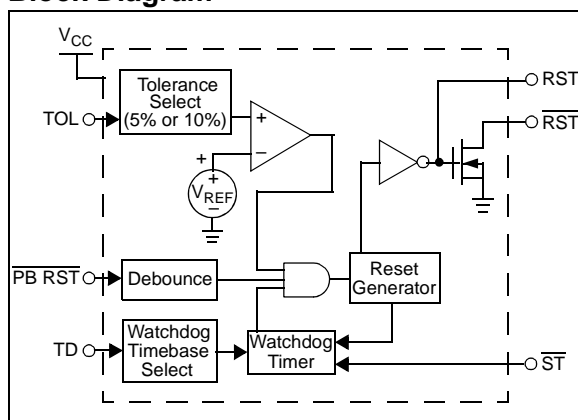 Block Diagram
VCC
Tolerance
Select
(5% or 10%)
TOL
+
−
+
+
VREF
−
RST
RST
PB RST
Debounce
Reset
Generator
TD
Watchdog
Timebase
Select
Watchdog
Timer
ST